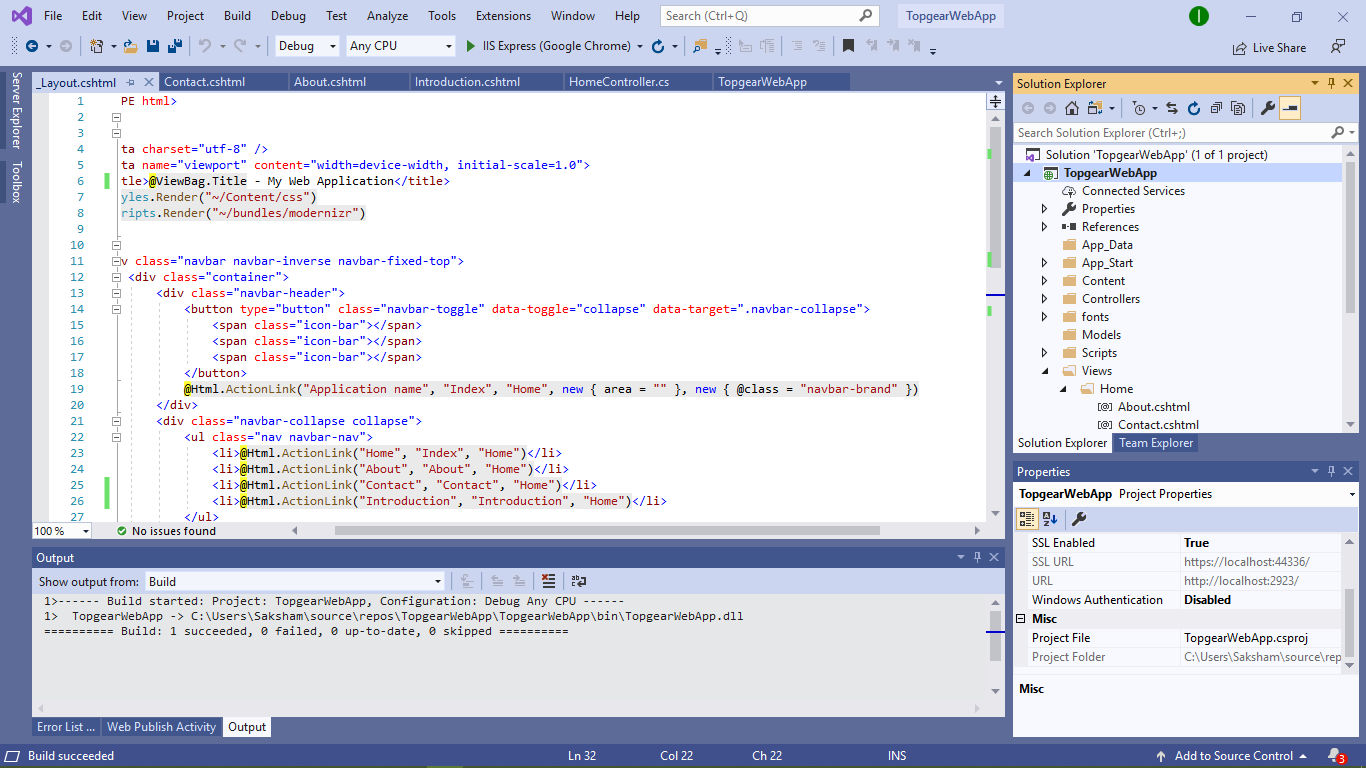 File Edit View Project Build Debug Test Analyze Tools Extensions Window Help Search (Ctrl+Q) TopgearWebApp
Debug Any CPU IIS Express (Google Chrome) Live Share
Server Explorer
Toolbox
_Layout.cshtml Contact.cshtml About.cshtml Introduction.cshtml HomeController.cs TopgearWebApp
1 PE html>
2
3
4 ta charset="utf-8" />
5 ta name="viewport" content="width=device-width, initial-scale=1.0">
6 tle>@ViewBag.Title - My Web Application</title>
7 yles.Render("~/Content/css")
8 ripts.Render("~/bundles/modernizr")
9
10
11 v class="navbar navbar-inverse navbar-fixed-top">
12 <div class="container">
13 <div class="navbar-header">
14 <button type="button" class="navbar-toggle" data-toggle="collapse" data-target=".navbar-collapse">
15 <span class="icon-bar"></span>
16 <span class="icon-bar"></span>
17 <span class="icon-bar"></span>
18 </button>
19 @Html.ActionLink("Application name", "Index", "Home", new { area = "" }, new { @class = "navbar-brand" })
20 </div>
21 <div class="navbar-collapse collapse">
22 <ul class="nav navbar-nav">
23 <li>@Html.ActionLink("Home", "Index", "Home")</li>
24 <li>@Html.ActionLink("About", "About", "Home")</li>
25 <li>@Html.ActionLink("Contact", "Contact", "Home")</li>
26 <li>@Html.ActionLink("Introduction", "Introduction", "Home")</li>
27 </ul>
100 % No issues found
Output
Show output from: Build
1>------ Build started: Project: TopgearWebApp, Configuration: Debug Any CPU ------
1> TopgearWebApp -> C:\Users\Saksham\source\repos\TopgearWebApp\TopgearWebApp\bin\TopgearWebApp.dll
========== Build: 1 succeeded, 0 failed, 0 up-to-date, 0 skipped ==========
Error List ... Web Publish Activity Output
Solution Explorer
Search Solution Explorer (Ctrl+;)
Solution 'TopgearWebApp' (1 of 1 project)
TopgearWebApp
Connected Services
Properties
References
App_Data
App_Start
Content
Controllers
fonts
Models
Scripts
Views
Home
About.cshtml
Contact.cshtml
Solution Explorer Team Explorer
Properties
TopgearWebApp Project Properties
SSL Enabled True
SSL URL https://localhost:44336/
URL http://localhost:2923/
Windows Authentication Disabled
Misc
Project File TopgearWebApp.csproj
Project Folder C:\Users\Saksham\source\rep
Misc
Build succeeded Ln 32 Col 22 Ch 22 INS Add to Source Control 3